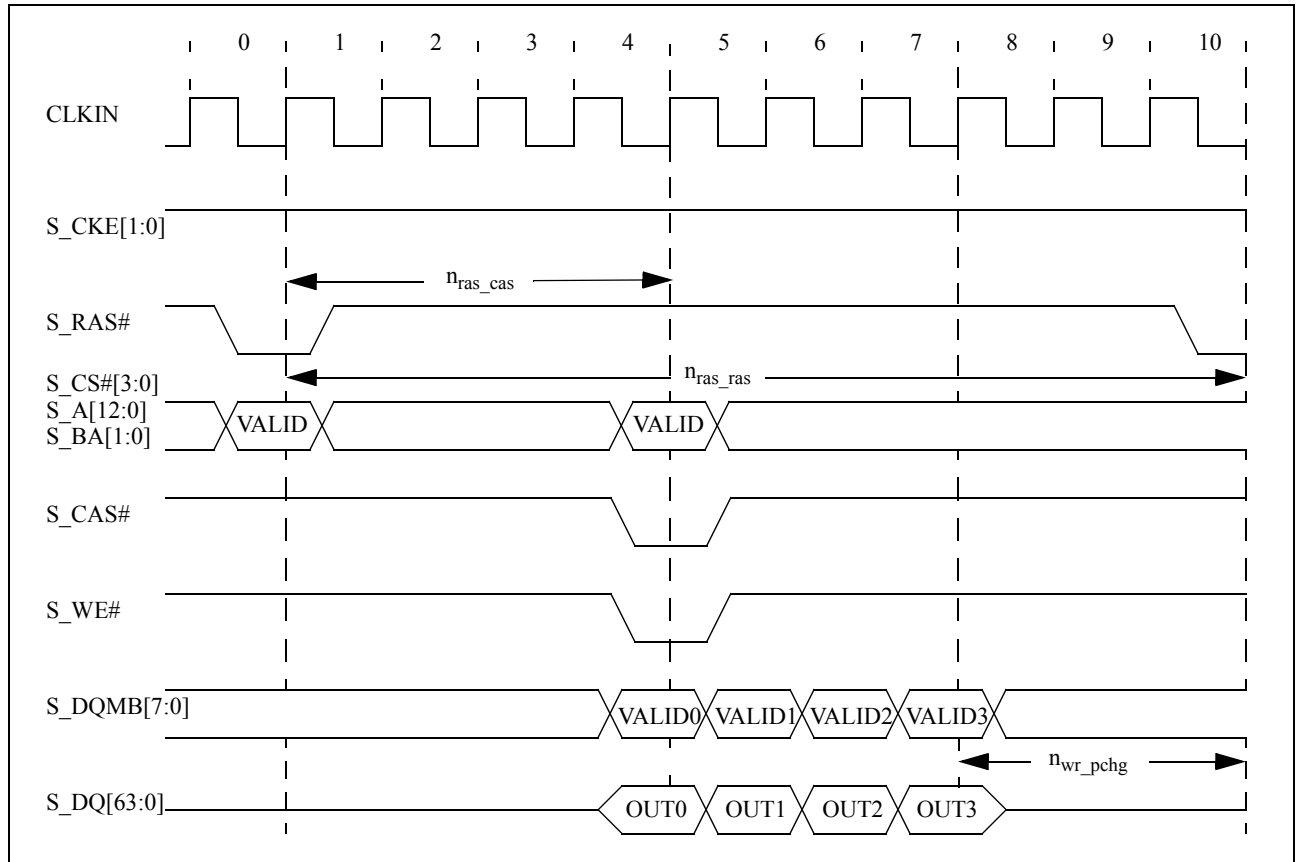 0 1 2 3 4 5 6 7 8 9 10
CLKIN
S_CKE[1:0]
n_ras_cas
S_RAS#
n_ras_ras
S_CS#[3:0]
S_A[12:0]
S_BA[1:0]
VALID VALID
S_CAS#
S_WE#
S_DQMB[7:0]
VALID0 VALID1 VALID2 VALID3
n_wr_pchg
S_DQ[63:0]
OUT0 OUT1 OUT2 OUT3